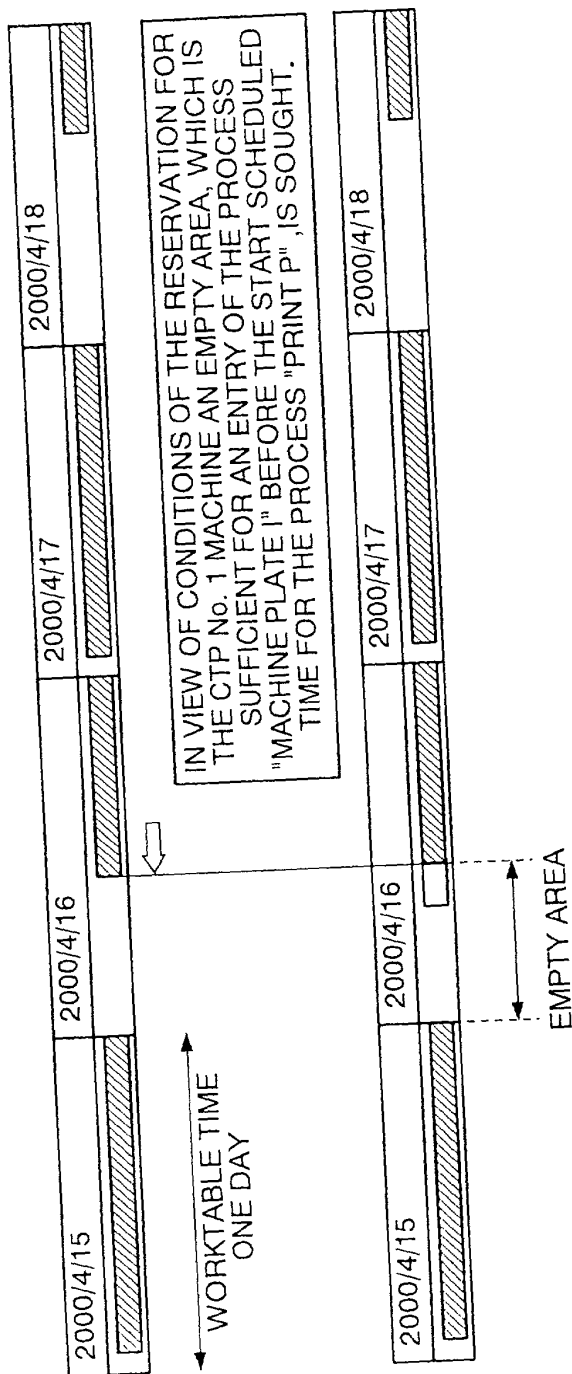 2000/4/15
2000/4/16
2000/4/17
2000/4/18
WORKTABLE TIME
ONE DAY
IN VIEW OF CONDITIONS OF THE RESERVATION FOR
THE CTP No. 1 MACHINE AN EMPTY AREA, WHICH IS
SUFFICIENT FOR AN ENTRY OF THE PROCESS
"MACHINE PLATE I" BEFORE THE START SCHEDULED
TIME FOR THE PROCESS "PRINT P" ,IS SOUGHT.
2000/4/15
2000/4/16
2000/4/17
2000/4/18
EMPTY AREA